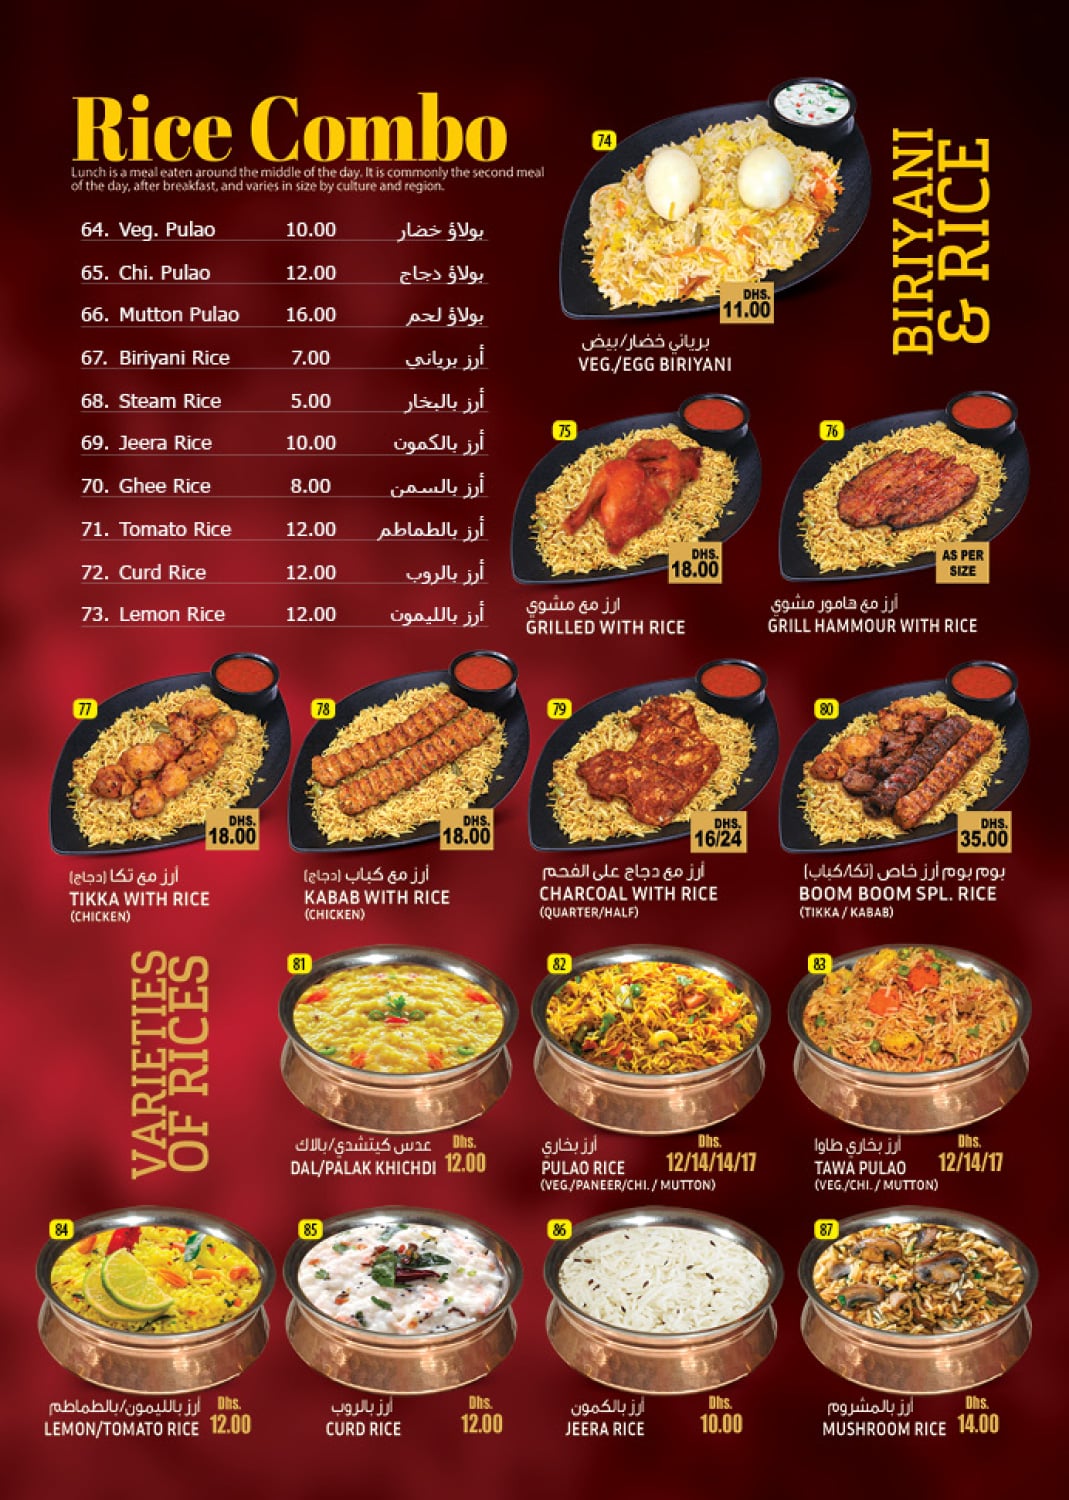 Rice Combo
Lunch is a meal eaten around the middle of the day. It is commonly the second meal
of the day, after breakfast, and varies in size by culture and region.
64. Veg. Pulao 10.00 بولاؤ خضار
65. Chi. Pulao 12.00 بولاؤ دجاج
66. Mutton Pulao 16.00 بولاؤ لحم
67. Biriyani Rice 7.00 أرز برياني
68. Steam Rice 5.00 أرز بالبخار
69. Jeera Rice 10.00 أرز بالكمون
70. Ghee Rice 8.00 أرز بالسمن
71. Tomato Rice 12.00 أرز بالطماطم
72. Curd Rice 12.00 أرز بالروب
73. Lemon Rice 12.00 أرز بالليمون
BIRIYANI
& RICE
74
DHS.
11.00
برياني خضار/بيض
VEG./EGG BIRIYANI
75
DHS.
18.00
ارز مع مشوي
GRILLED WITH RICE
76
AS PER
SIZE
أرز مع هامور مشوي
GRILL HAMMOUR WITH RICE
77
DHS.
18.00
أرز مع تكا (دجاج)
TIKKA WITH RICE
(CHICKEN)
78
DHS.
18.00
أرز مع كباب (دجاج)
KABAB WITH RICE
(CHICKEN)
79
DHS.
16/24
أرز مع دجاج على الفحم
CHARCOAL WITH RICE
(QUARTER/HALF)
80
DHS.
35.00
بوم بوم أرز خاص (تكا/كباب)
BOOM BOOM SPL. RICE
(TIKKA / KABAB)
VARIETIES
OF RICES
81
عدس كيتشدي/بالاك
DAL/PALAK KHICHDI
Dhs.
12.00
82
أرز بخاري
PULAO RICE
(VEG./PANEER/CHI. / MUTTON)
Dhs.
12/14/14/17
83
أرز بخاري طاوا
TAWA PULAO
(VEG./CHI. / MUTTON)
Dhs.
12/14/17
84
أرز بالليمون/بالطماطم
LEMON/TOMATO RICE
Dhs.
12.00
85
أرز بالروب
CURD RICE
Dhs.
12.00
86
أرز بالكمون
JEERA RICE
Dhs.
10.00
87
أرز بالمشروم
MUSHROOM RICE
Dhs.
14.00